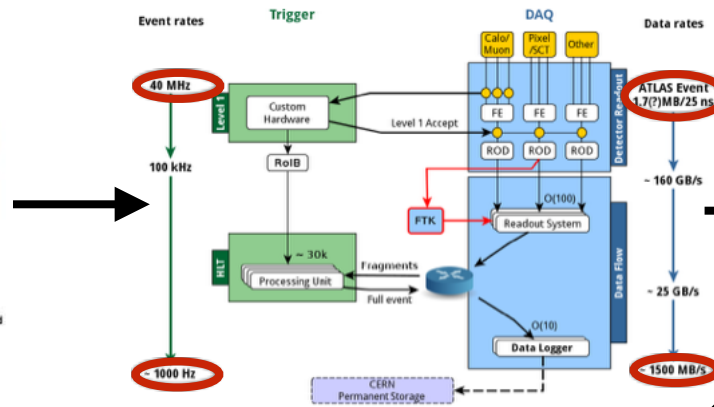 Event rates
Trigger
DAQ
Data rates
40 MHz
Level 1
Custom
Hardware
Calo/
Muon
Pixel
/SCT
Other
Detector Readout
ATLAS Event
1.7(?)MB/25 ns
FE
FE
FE
Level 1 Accept
100 kHz
RoIB
ROD
ROD
ROD
~ 160 GB/s
O(100)
FTK
Readout System
HLT
~ 30k
Processing Unit
Fragments
Full event
Data Flow
~ 25 GB/s
O(10)
Data Logger
~ 1000 Hz
~ 1500 MB/s
CERN
Permanent Storage